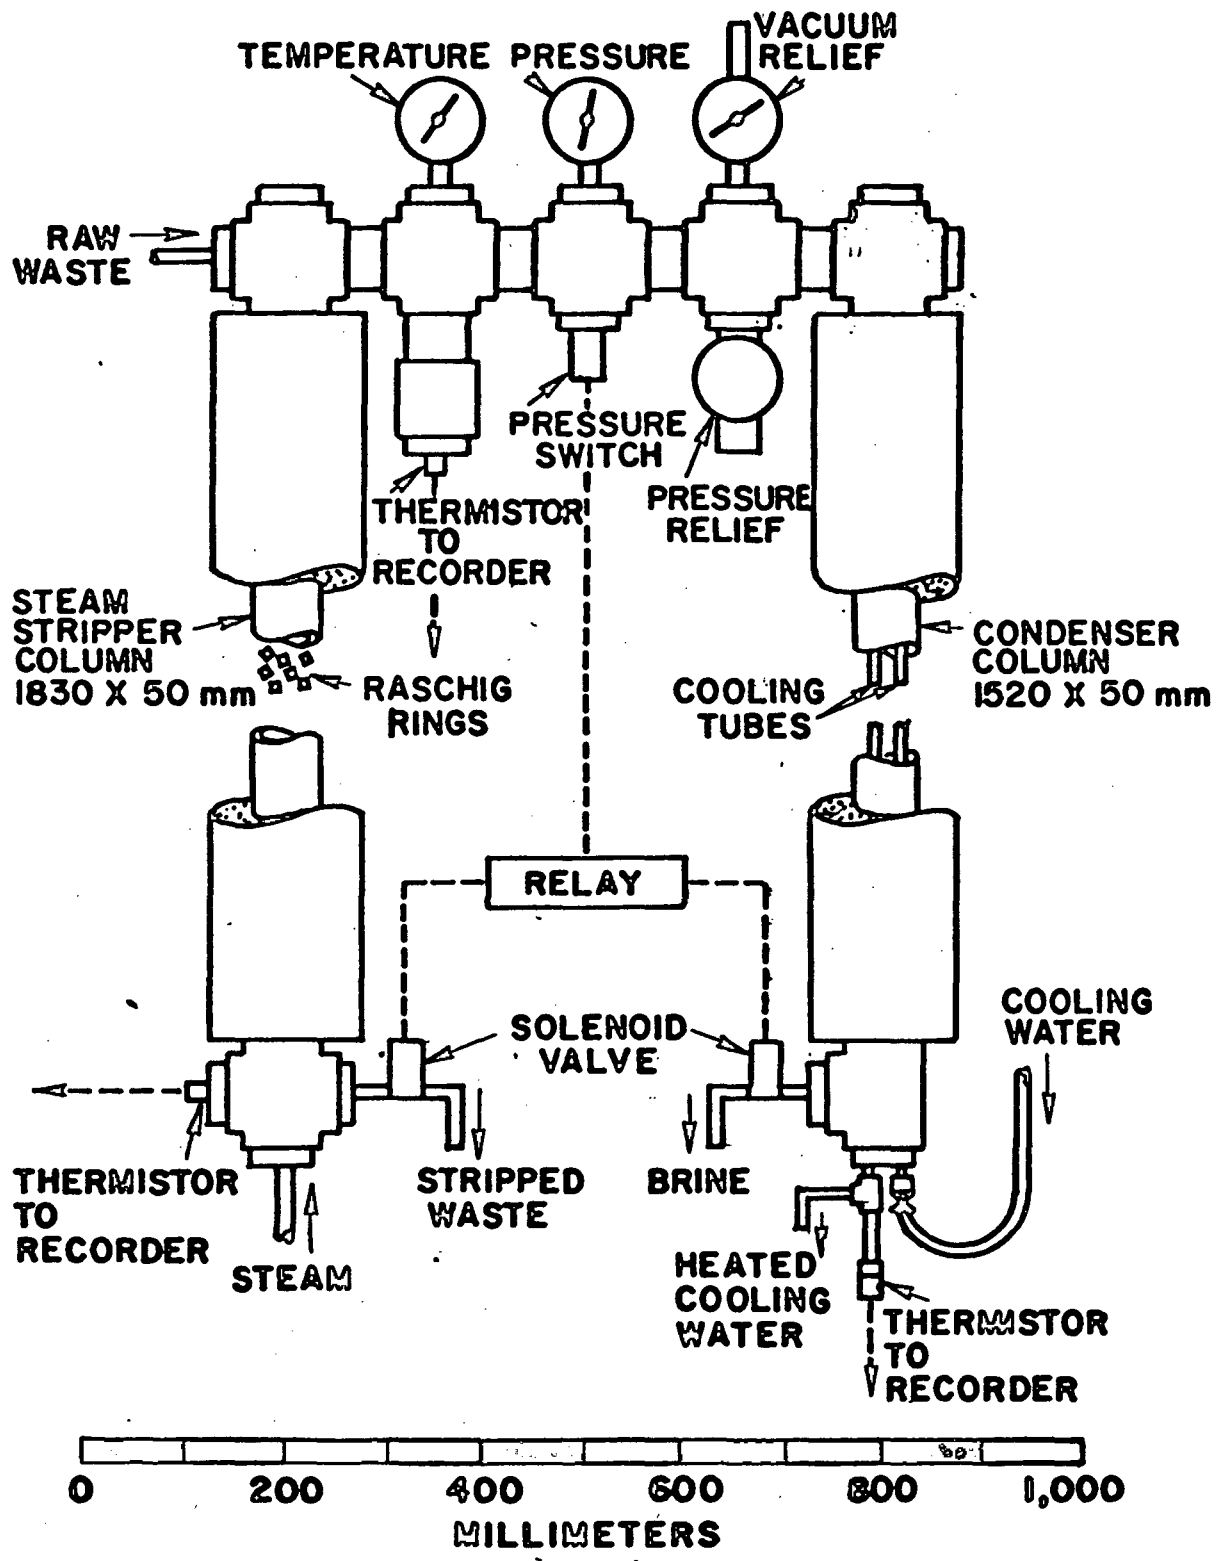 VACUUM
RELIEF
TEMPERATURE
PRESSURE
RAW
WASTE
PRESSURE
SWITCH
THERMISTOR
TO
RECORDER
PRESSURE
RELIEF
STEAM
STRIPPER
COLUMN
1830 X 50 mm
RASCHIG
RINGS
COOLING
TUBES
CONDENSER
COLUMN
1520 X 50 mm
RELAY
SOLENOID
VALVE
COOLING
WATER
THERMISTOR
TO
RECORDER
STEAM
STRIPPED
WASTE
BRINE
HEATED
COOLING
WATER
THERMISTOR
TO
RECORDER
0 200 400 600 800 1,000
MILLIMETERS